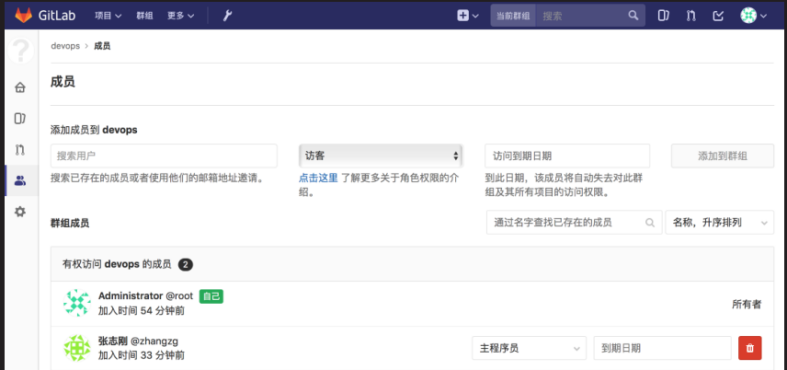 GitLab 项目 群组 更多 当前群组 搜索
devops > 成员
成员
添加成员到 devops
搜索用户 访客 访问到期日期 添加到群组
搜索已存在的成员或者使用他们的邮箱地址邀请。 点击这里 了解更多关于角色权限的介 到此日期，该成员将自动失去对此群
绍。 组及其所有项目的访问权限。
群组成员 通过名字查找已存在的成员 名称，升序排列
有权访问 devops 的成员 2
Administrator @root 自己
加入时间 54 分钟前 所有者
张志刚 @zhangzg 主程序员 到期日期
加入时间 33 分钟前